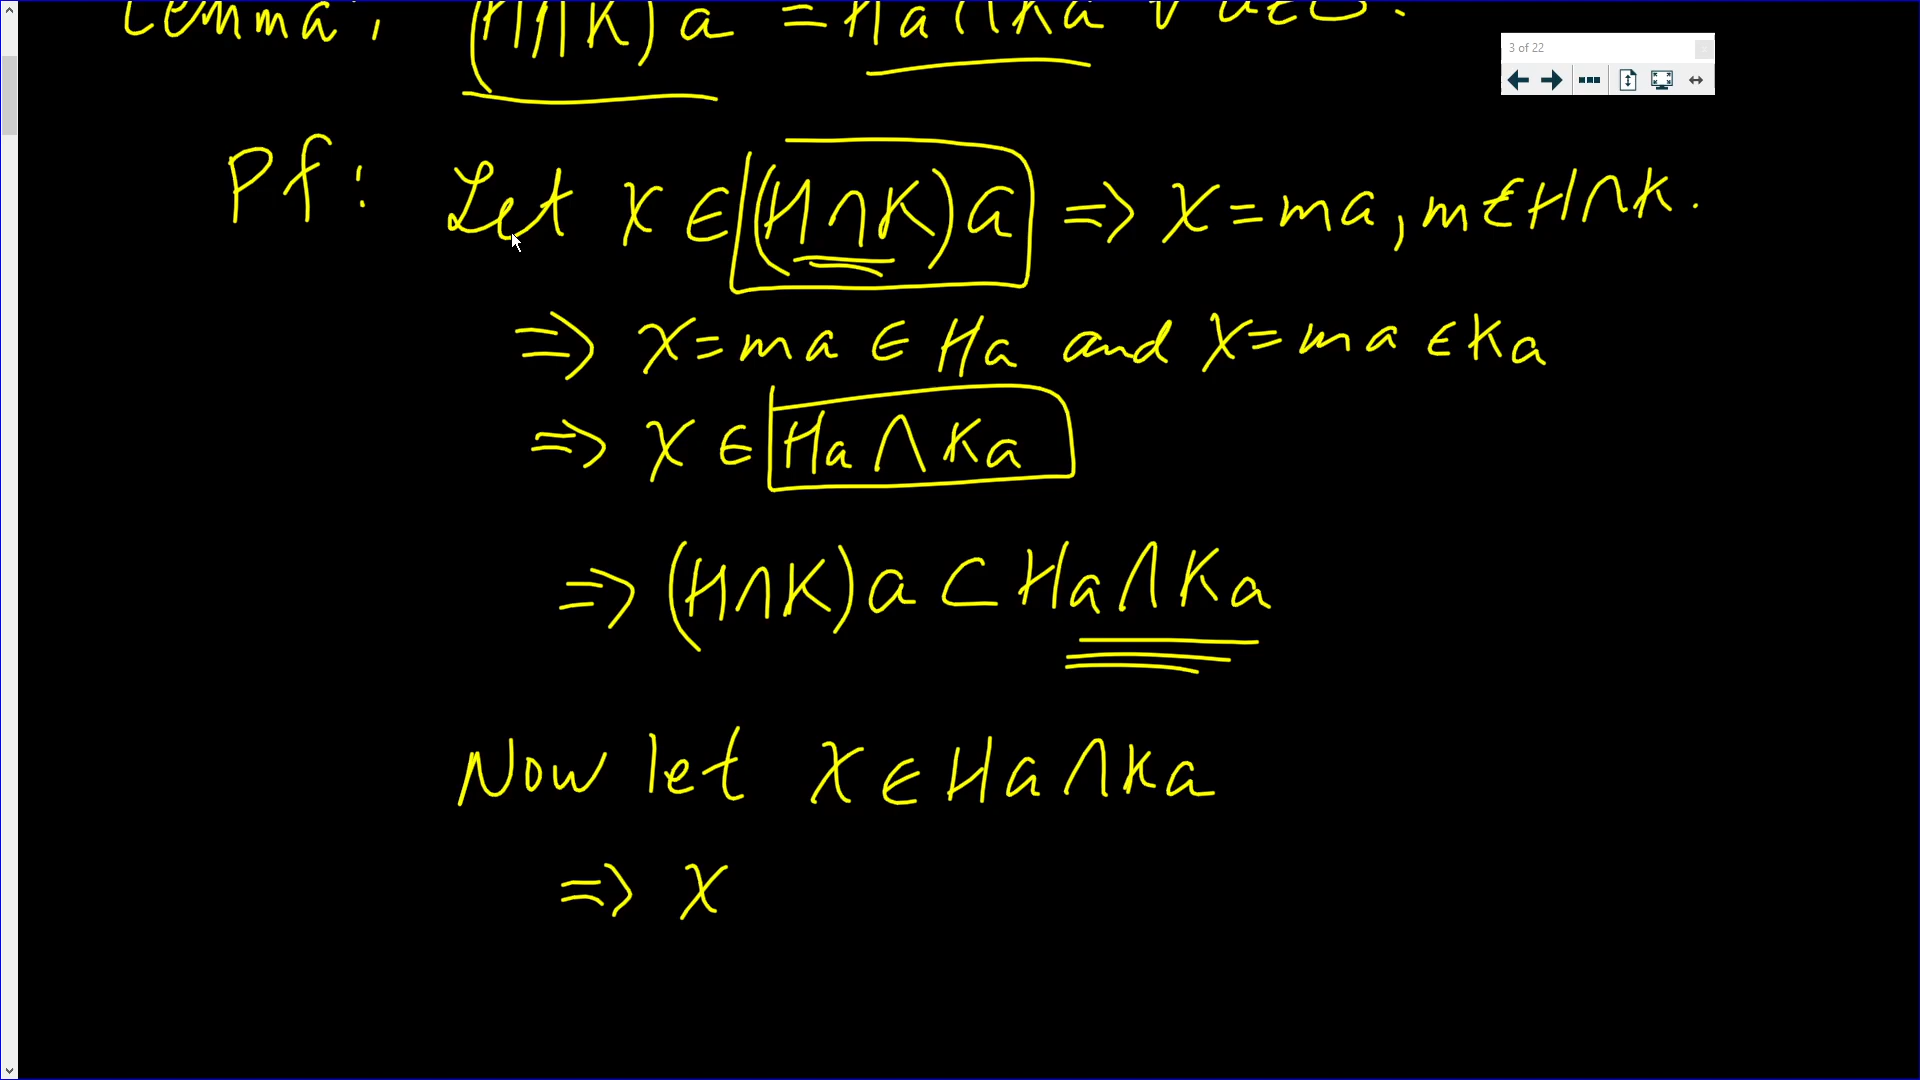 Lemma: (H∩K)a = Ha∩Ka ∀ a∈G.
3 of 22
Pf: Let x ∈ (H∩K)a => x = ma, m∈H∩K.
=> x = ma ∈ Ha and x = ma ∈ Ka
=> x ∈ Ha ∩ Ka
=> (H∩K)a ⊂ Ha∩Ka
Now let x ∈ Ha∩Ka
=> x